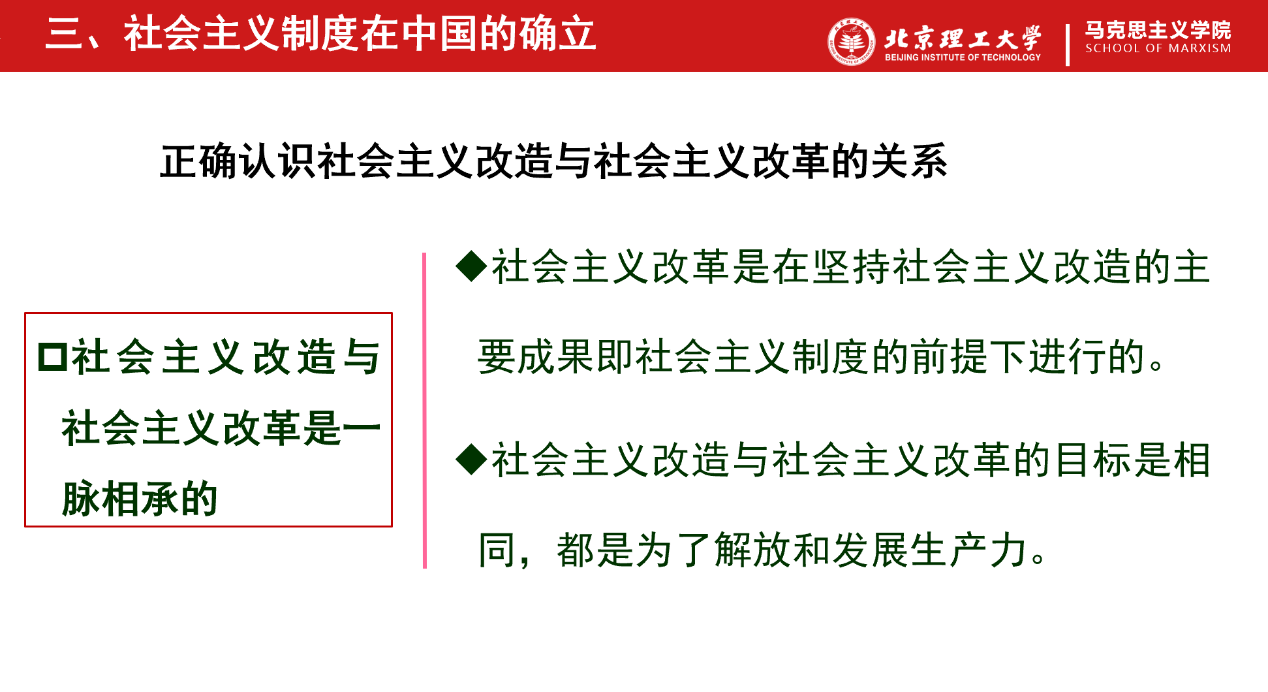 三、社会主义制度在中国的确立
北京理工大学
BEIJING INSTITUTE OF TECHNOLOGY
马克思主义学院
SCHOOL OF MARXISM
正确认识社会主义改造与社会主义改革的关系
社会主义改造与
社会主义改革是一
脉相承的
◆社会主义改革是在坚持社会主义改造的主
要成果即社会主义制度的前提下进行的。
◆社会主义改造与社会主义改革的目标是相
同，都是为了解放和发展生产力。